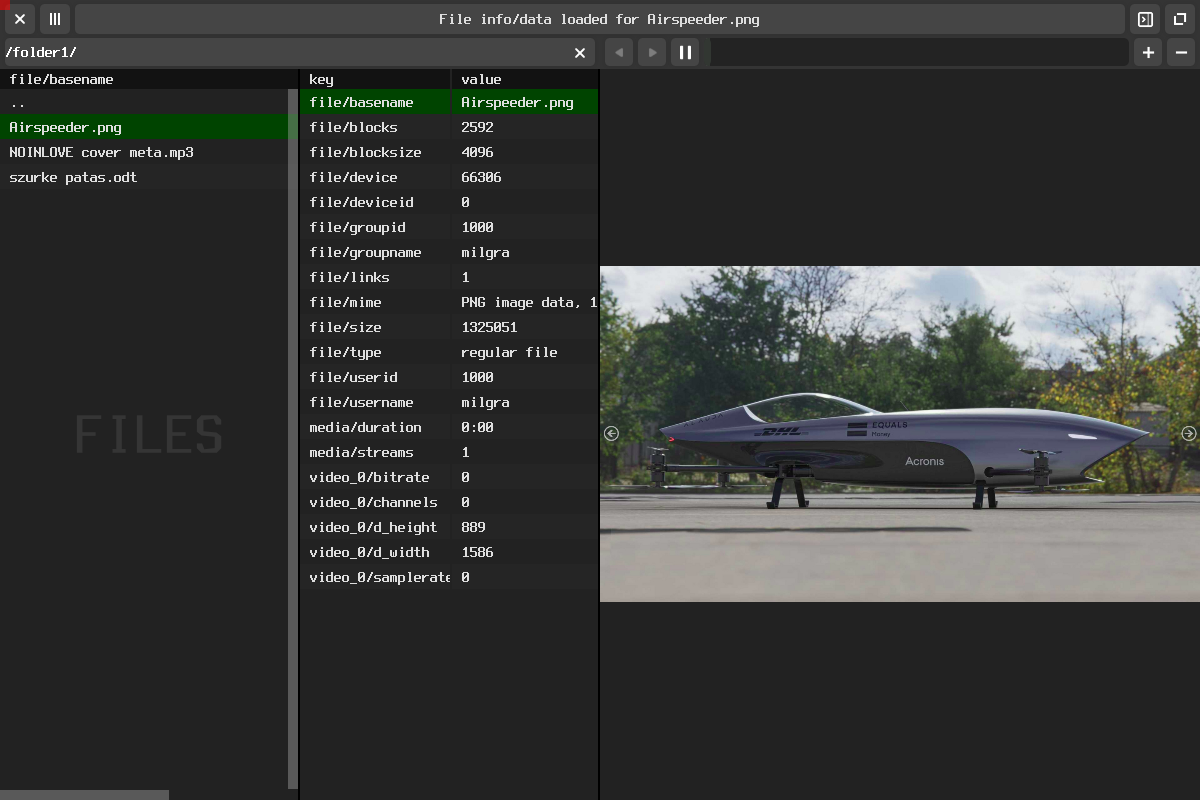 File info/data loaded for Airspeeder.png
/folder1/
file/basename
..
Airspeeder.png
NOINLOVE cover meta.mp3
szurke patas.odt
FILES
key value
file/basename Airspeeder.png
file/blocks 2592
file/blocksize 4096
file/device 66306
file/deviceid 0
file/groupid 1000
file/groupname milgra
file/links 1
file/mime PNG image data, 1
file/size 1325051
file/type regular file
file/userid 1000
file/username milgra
media/duration 0:00
media/streams 1
video_0/bitrate 0
video_0/channels 0
video_0/d_height 889
video_0/d_width 1586
video_0/samplerate 0
DHL
EQUALS
Money
Acronis